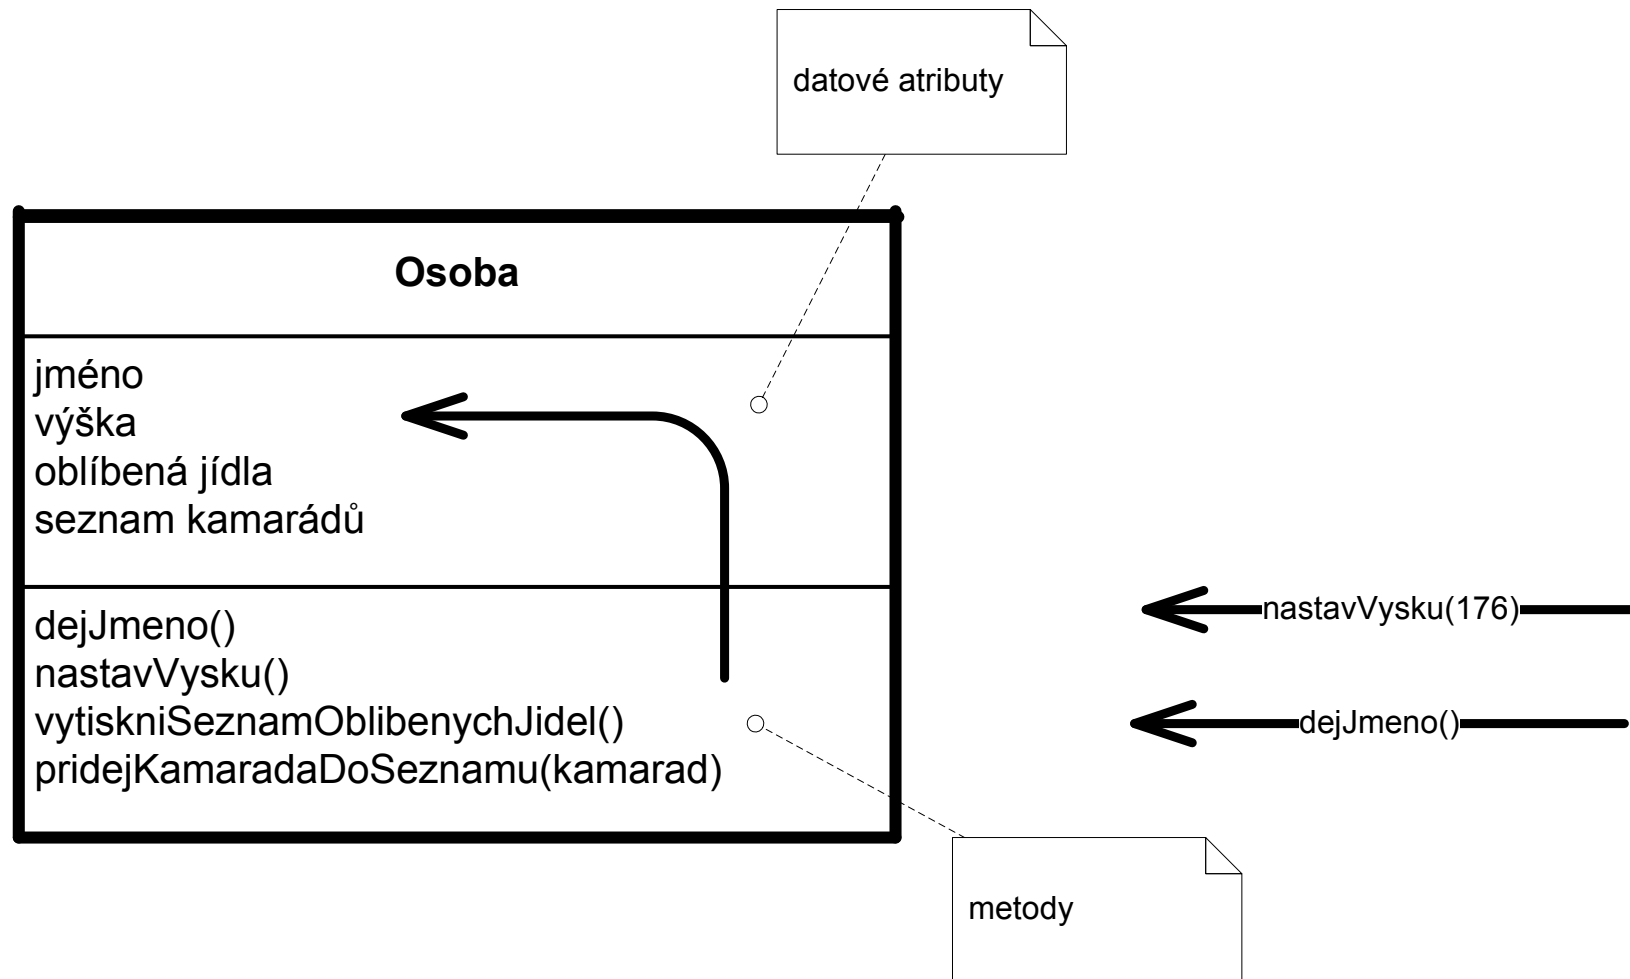 datové atributy
Osoba
jméno
výška
oblíbená jídla
seznam kamarádů
dejJmeno()
nastavVysku()
vytiskniSeznamOblibenychJidel()
pridejKamaradaDoSeznamu(kamarad)
nastavVysku(176)
dejJmeno()
metody